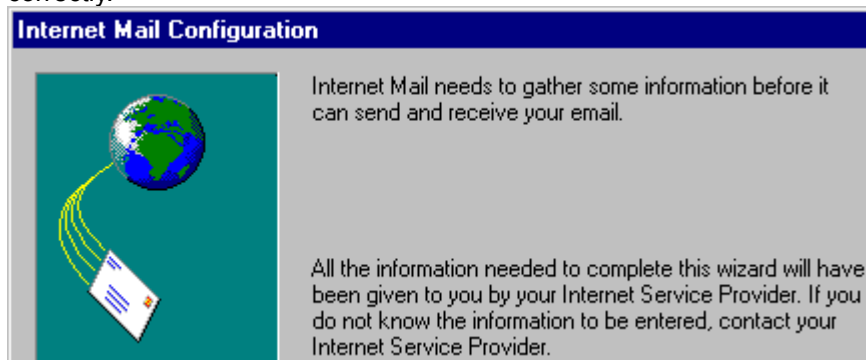 correctly.
Internet Mail Configuration
Internet Mail needs to gather some information before it
can send and receive your email.
All the information needed to complete this wizard will have
been given to you by your Internet Service Provider. If you
do not know the information to be entered, contact your
Internet Service Provider.